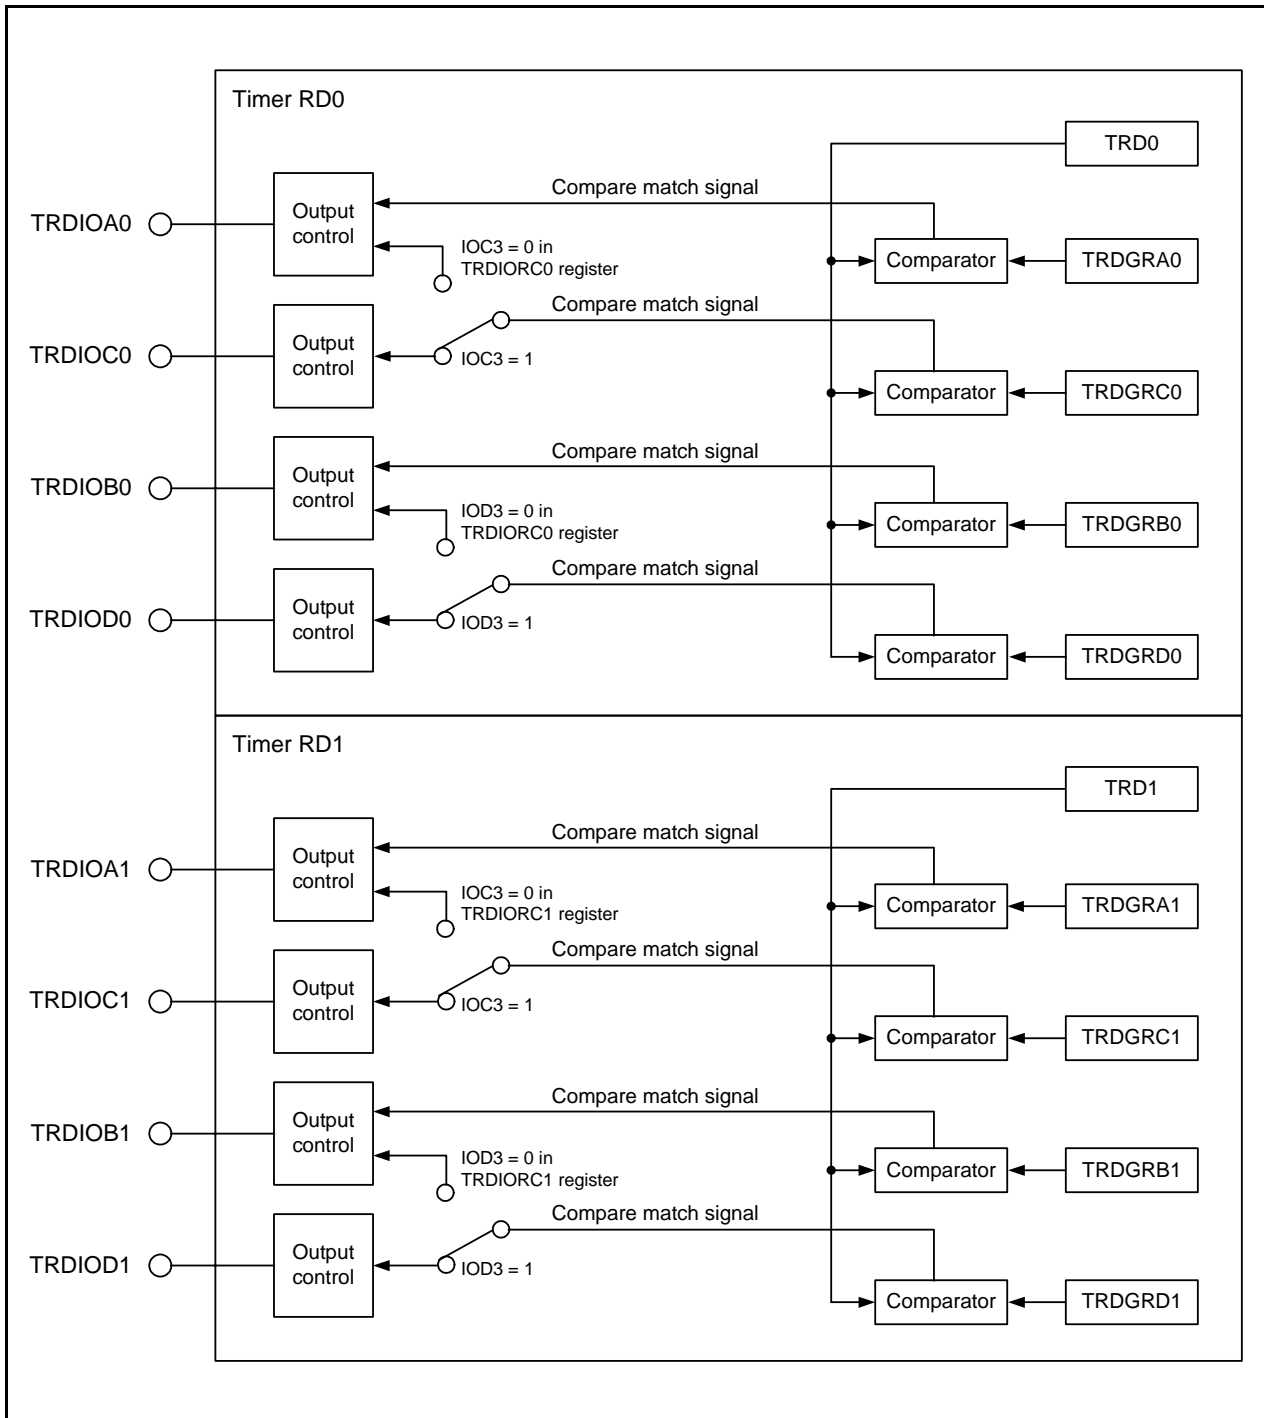 Timer RD0
TRD0
Compare match signal
TRDIOA0
Output
control
IOC3 = 0 in
TRDIORC0 register
Comparator
TRDGRA0
Compare match signal
TRDIOC0
Output
control
IOC3 = 1
Comparator
TRDGRC0
Compare match signal
TRDIOB0
Output
control
IOD3 = 0 in
TRDIORC0 register
Comparator
TRDGRB0
Compare match signal
TRDIOD0
Output
control
IOD3 = 1
Comparator
TRDGRD0
Timer RD1
TRD1
Compare match signal
TRDIOA1
Output
control
IOC3 = 0 in
TRDIORC1 register
Comparator
TRDGRA1
Compare match signal
TRDIOC1
Output
control
IOC3 = 1
Comparator
TRDGRC1
Compare match signal
TRDIOB1
Output
control
IOD3 = 0 in
TRDIORC1 register
Comparator
TRDGRB1
Compare match signal
TRDIOD1
Output
control
IOD3 = 1
Comparator
TRDGRD1